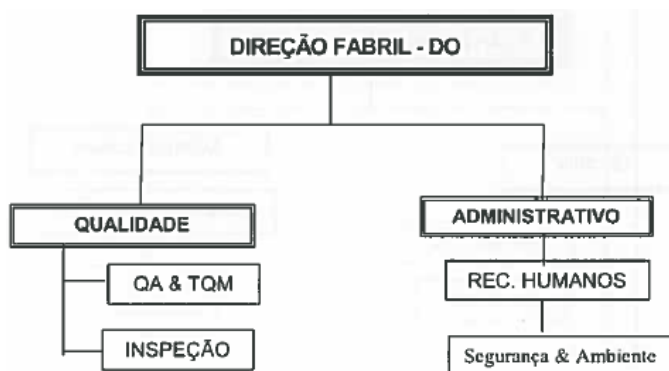 DIREÇÃO FABRIL - DO
QUALIDADE
ADMINISTRATIVO
QA & TQM
REC. HUMANOS
INSPEÇÃO
Segurança & Ambiente